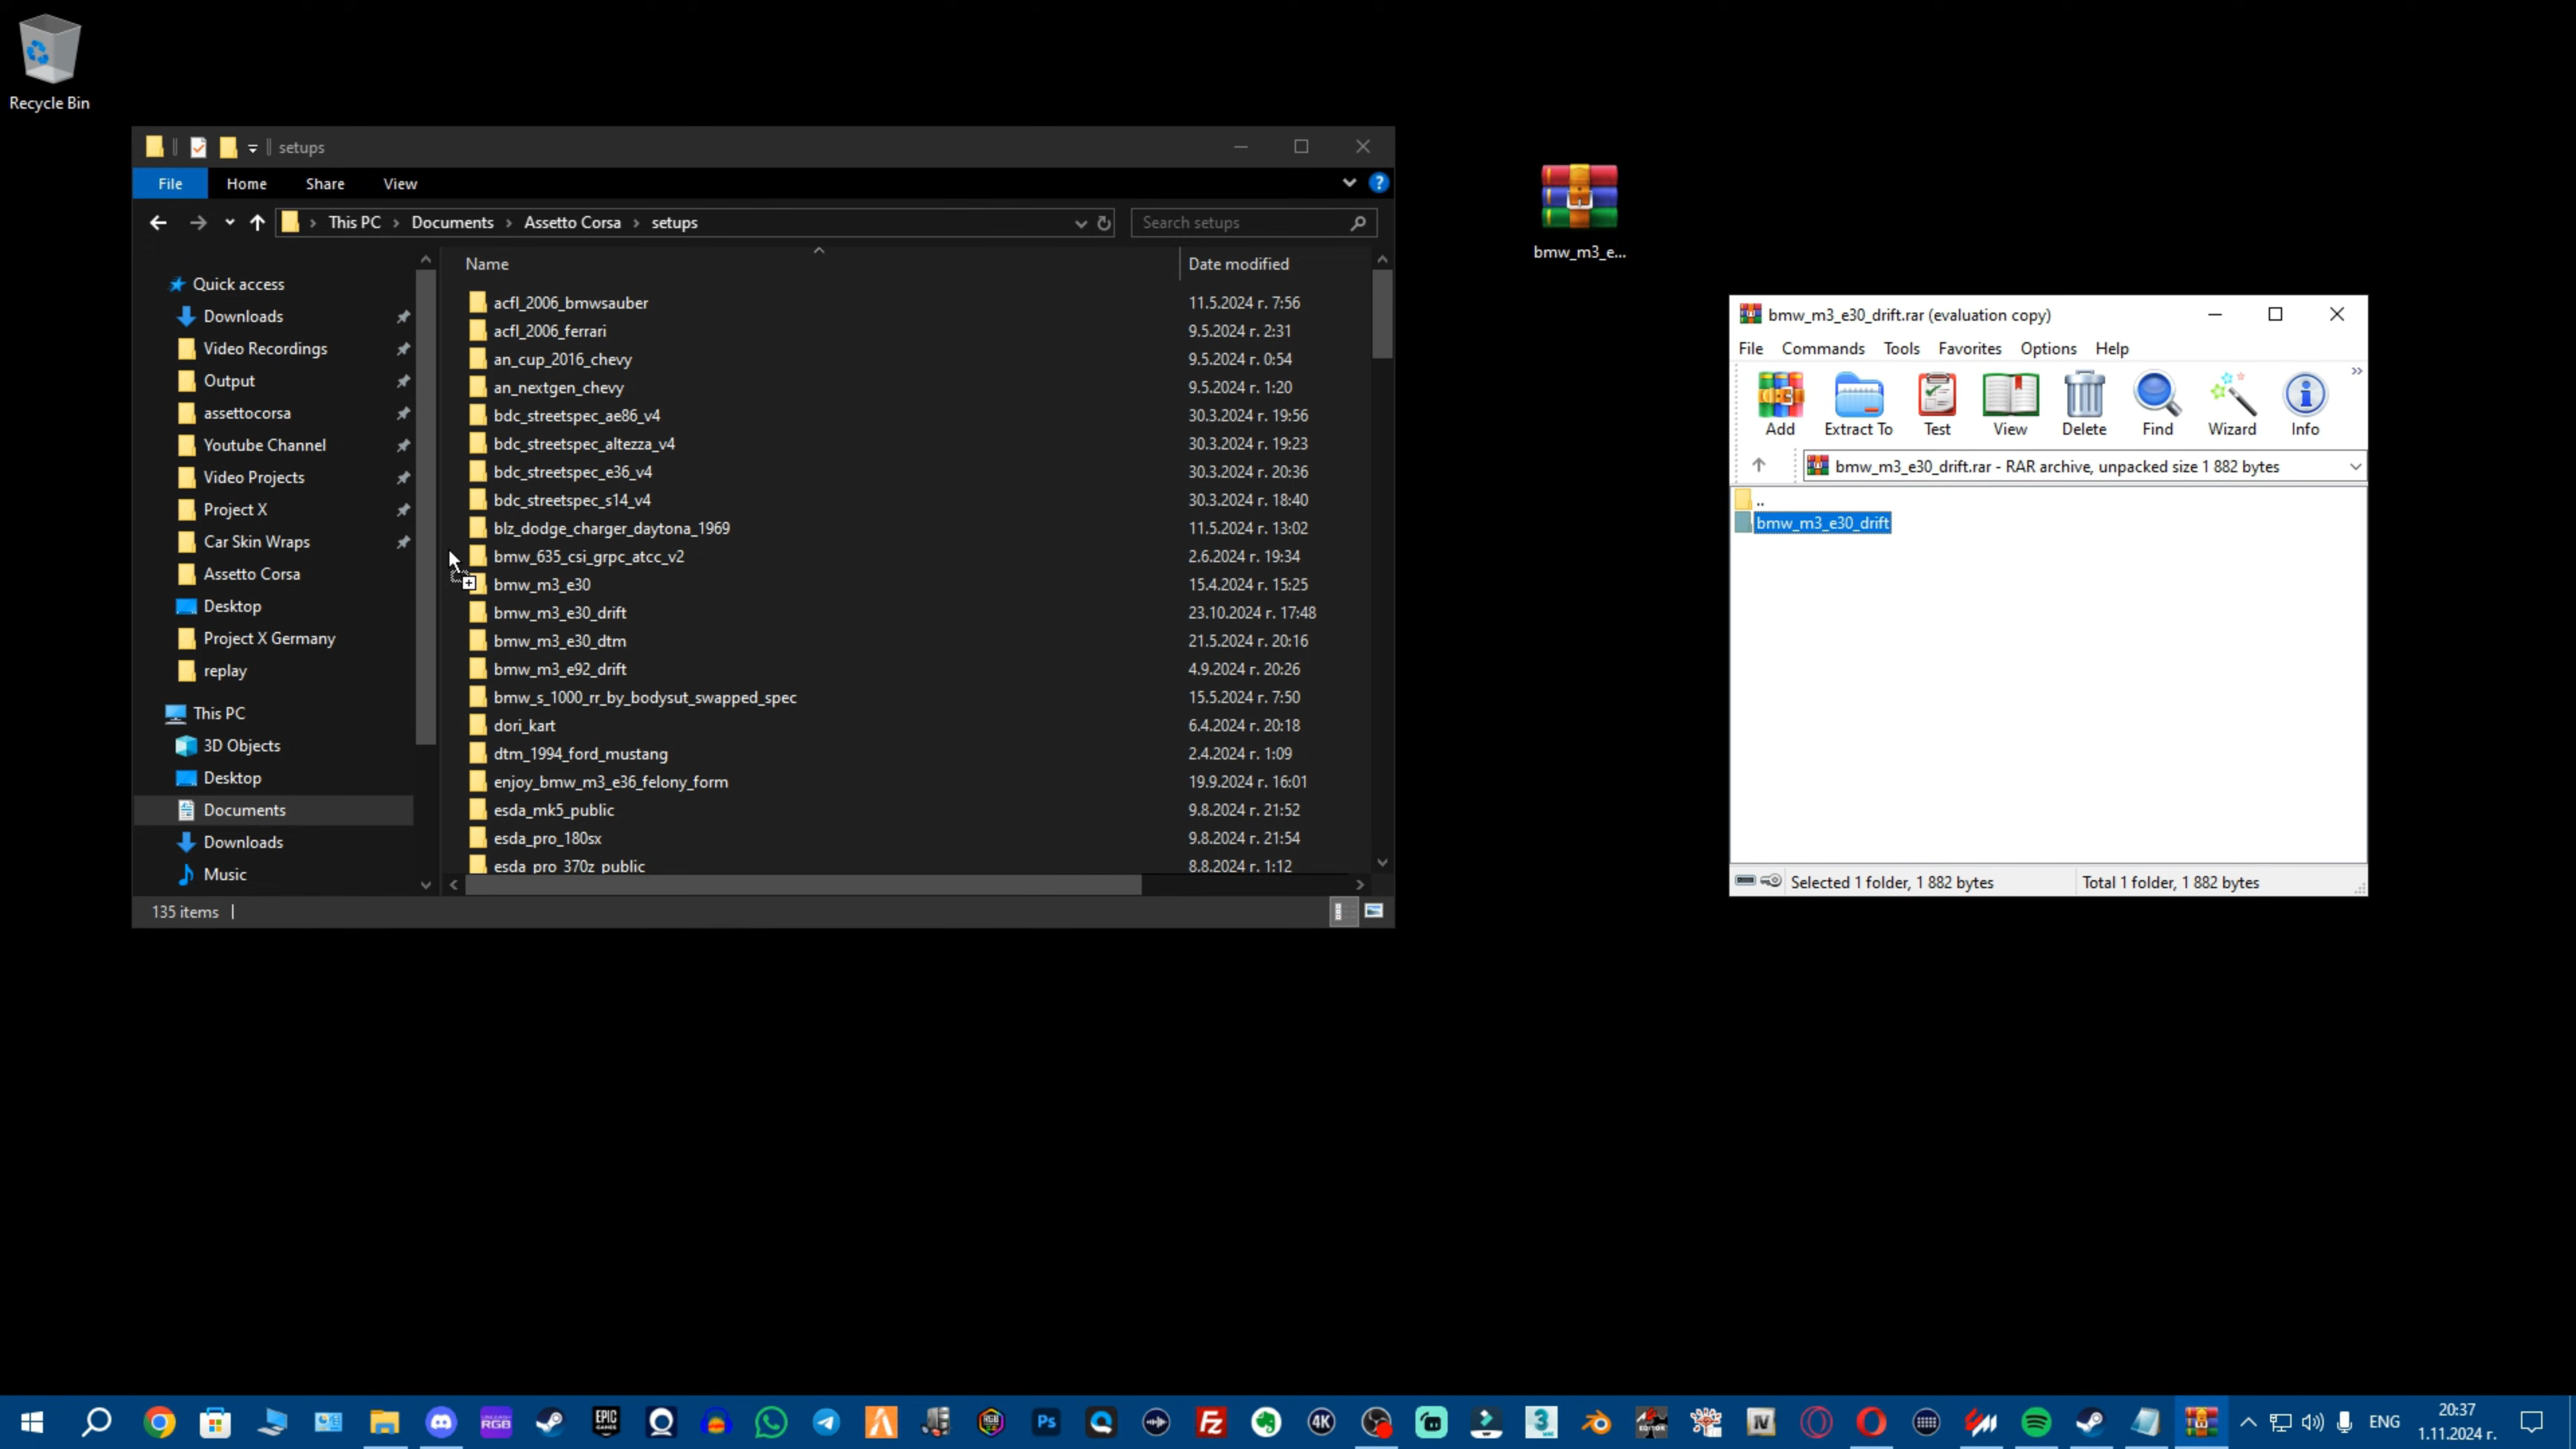 Recycle Bin
setups
File Home Share View
This PC Documents Assetto Corsa setups
Search setups
Name Date modified
Quick access
Downloads
Video Recordings
Output
assettocorsa
Youtube Channel
Video Projects
Project X
Car Skin Wraps
Assetto Corsa
Desktop
Project X Germany
replay
This PC
3D Objects
Desktop
Documents
Downloads
Music
acfl_2006_bmwsauber 11.5.2024 г. 7:56
acfl_2006_ferrari 9.5.2024 г. 2:31
an_cup_2016_chevy 9.5.2024 г. 0:54
an_nextgen_chevy 9.5.2024 г. 1:20
bdc_streetspec_ae86_v4 30.3.2024 г. 19:56
bdc_streetspec_altezza_v4 30.3.2024 г. 19:23
bdc_streetspec_e36_v4 30.3.2024 г. 20:36
bdc_streetspec_s14_v4 30.3.2024 г. 18:40
blz_dodge_charger_daytona_1969 11.5.2024 г. 13:02
bmw_635_csi_grpc_atcc_v2 2.6.2024 г. 19:34
bmw_m3_e30 15.4.2024 г. 15:25
bmw_m3_e30_drift 23.10.2024 г. 17:48
bmw_m3_e30_dtm 21.5.2024 г. 20:16
bmw_m3_e92_drift 4.9.2024 г. 20:26
bmw_s_1000_rr_by_bodysut_swapped_spec 15.5.2024 г. 7:50
dori_kart 6.4.2024 г. 20:18
dtm_1994_ford_mustang 2.4.2024 г. 1:09
enjoy_bmw_m3_e36_felony_form 19.9.2024 г. 16:01
esda_mk5_public 9.8.2024 г. 21:52
esda_pro_180sx 9.8.2024 г. 21:54
esda_pro_370z_public 8.8.2024 г. 1:12
135 items
bmw_m3_e...
bmw_m3_e30_drift.rar (evaluation copy)
File Commands Tools Favorites Options Help
Add Extract To Test View Delete Find Wizard Info
bmw_m3_e30_drift.rar - RAR archive, unpacked size 1 882 bytes
..
bmw_m3_e30_drift
Selected 1 folder, 1 882 bytes Total 1 folder, 1 882 bytes
EPIC GAMES
Ps
Fz
4K
3
IV
ЕНГ
20:37
1.11.2024 г.